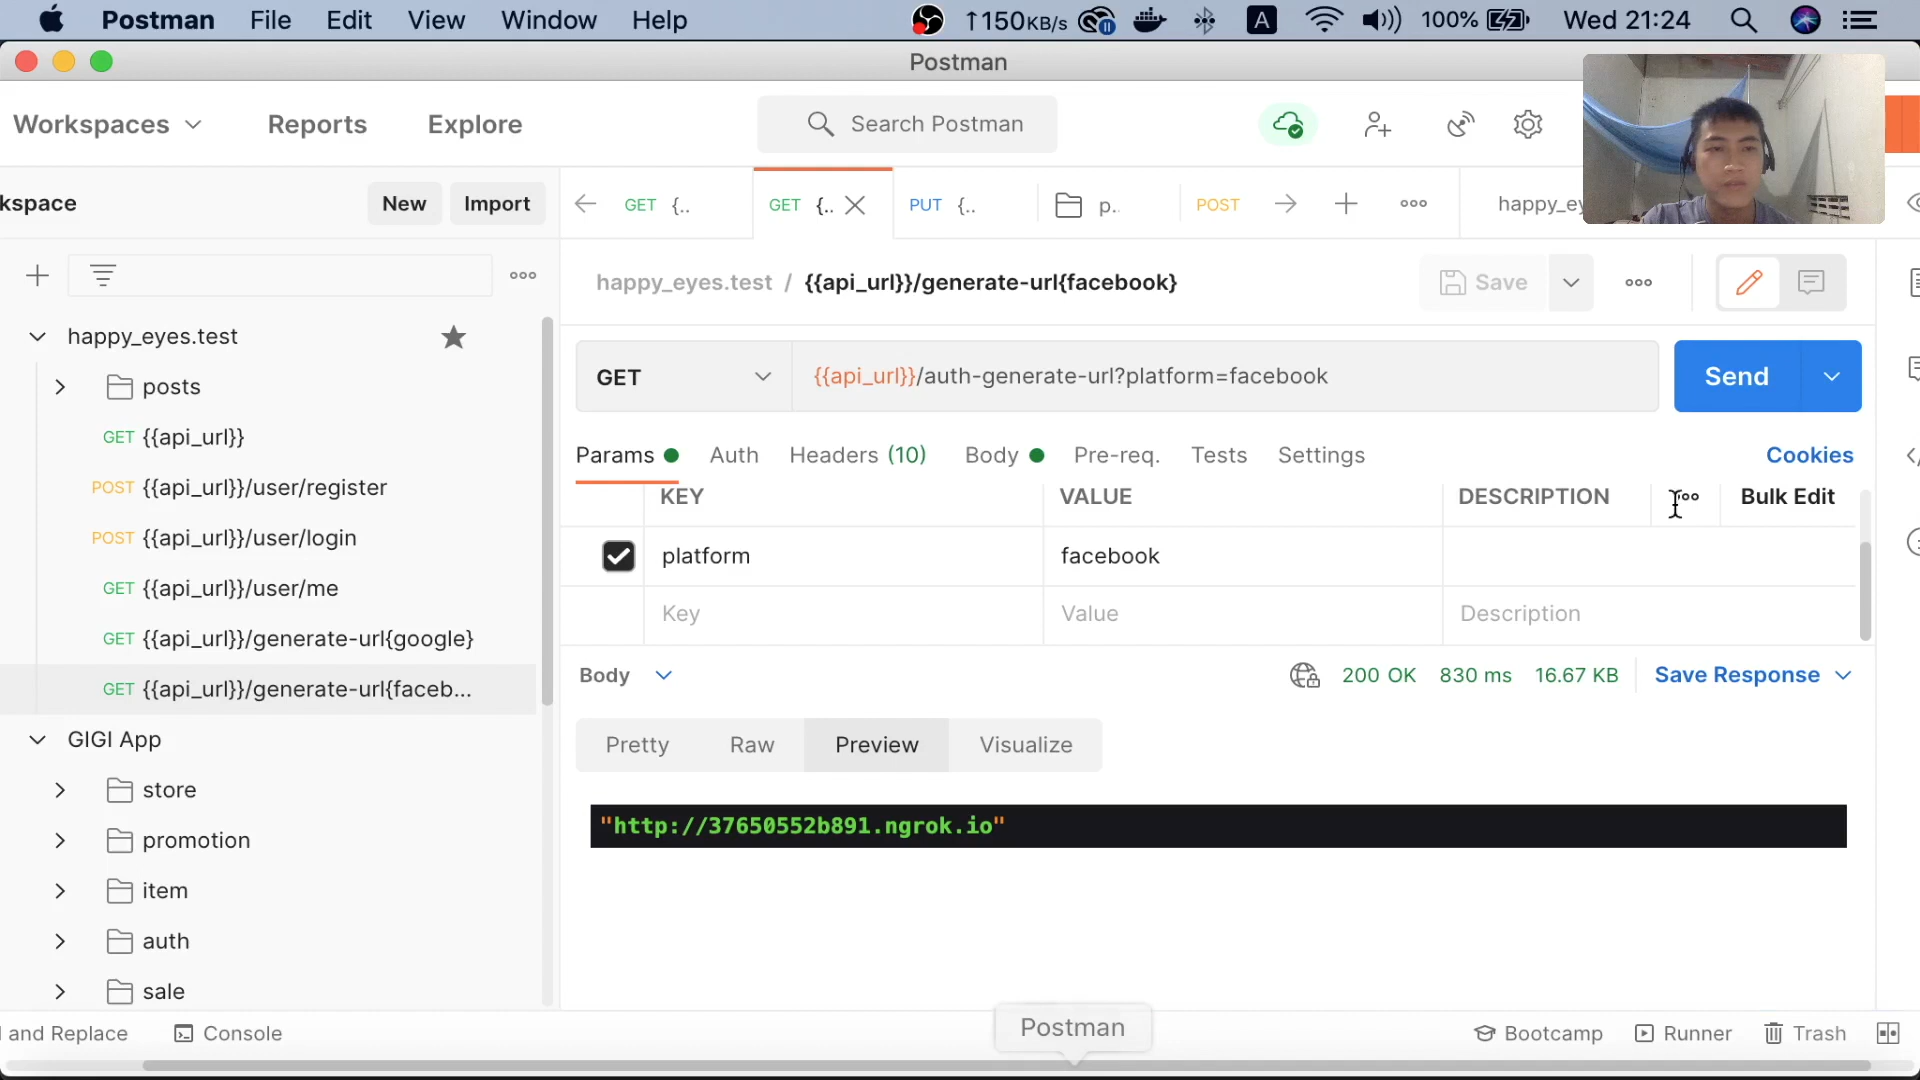 Postman File Edit View Window Help ↑150KB/s A 100% Wed 21:24
Postman
Workspaces Reports Explore Search Postman
kspace New Import GET {.. GET {.. PUT {.. p. POST happy_ey
happy_eyes.test / {{api_url}}/generate-url{facebook} Save
happy_eyes.test
posts
GET {{api_url}}
POST {{api_url}}/user/register
POST {{api_url}}/user/login
GET {{api_url}}/user/me
GET {{api_url}}/generate-url{google}
GET {{api_url}}/generate-url{faceb...
GIGI App
store
promotion
item
auth
sale
GET {{api_url}}/auth-generate-url?platform=facebook Send
Params Auth Headers (10) Body Pre-req. Tests Settings Cookies
KEY VALUE DESCRIPTION Bulk Edit
platform facebook
Key Value Description
Body 200 OK 830 ms 16.67 KB Save Response
Pretty Raw Preview Visualize
"http://37650552b891.ngrok.io"
and Replace Console Postman Bootcamp Runner Trash